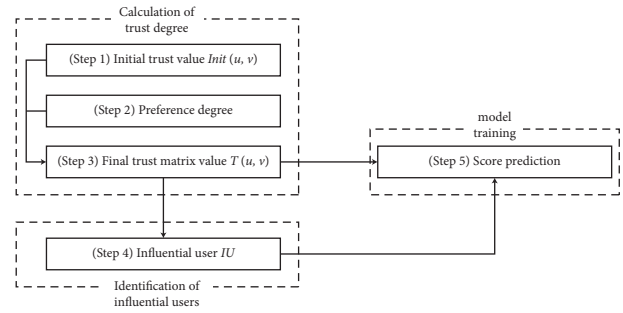 Calculation of
trust degree
(Step 1) Initial trust value Init (u, v)
(Step 2) Preference degree
(Step 3) Final trust matrix value T (u, v)
model
training
(Step 5) Score prediction
(Step 4) Influential user IU
Identification of
influential users